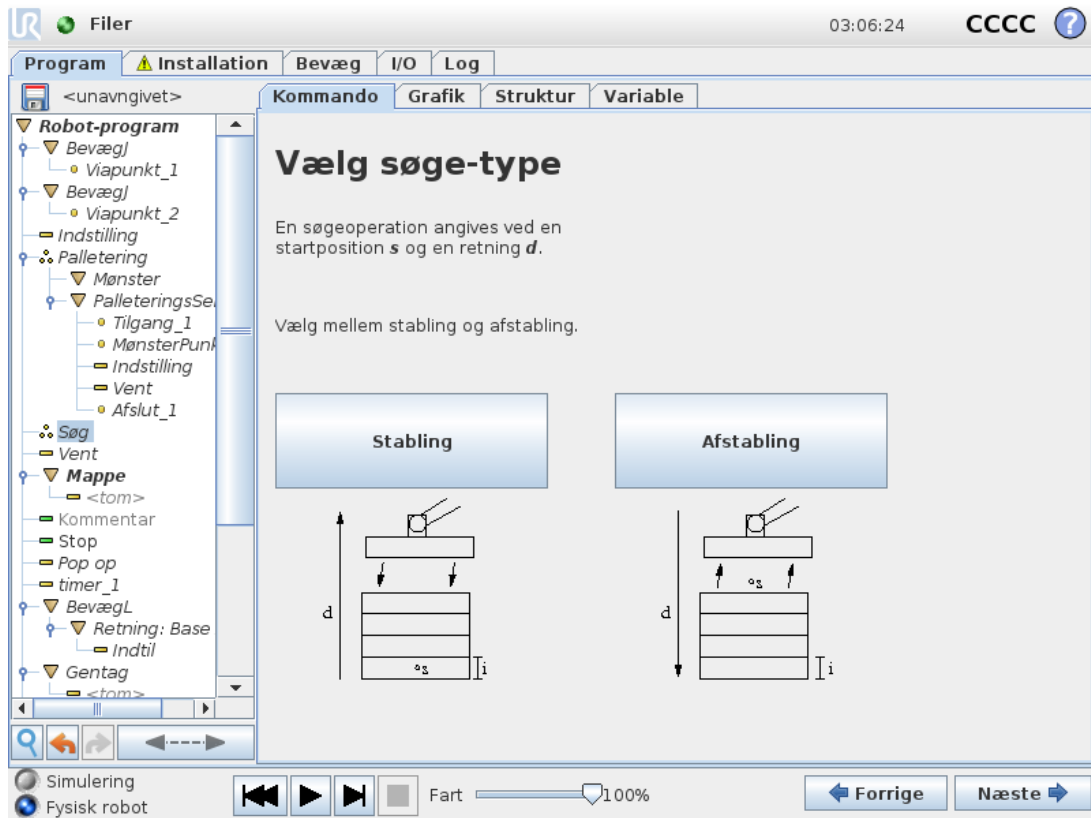 UR Filer 03:06:24 CCCC ?
Program Installation Bevæg I/O Log
<unavngivet>
Kommando Grafik Struktur Variable
Robot-program
BevægJ
Viapunkt_1
BevægJ
Viapunkt_2
Indstilling
Palletering
Mønster
PalleteringsSe
Tilgang_1
MønsterPunk
Indstilling
Vent
Afslut_1
Søg
Vent
Mappe
<tom>
Kommentar
Stop
Pop op
timer_1
BevægL
Retning: Base
Indtil
Gentag
<tom>
Vælg søge-type
En søgeoperation angives ved en
startposition s og en retning d.
Vælg mellem stabling og afstabling.
Stabling Afstabling
d s i
d s i
Simulering
Fysisk robot
Fart 100%
Forrige Næste